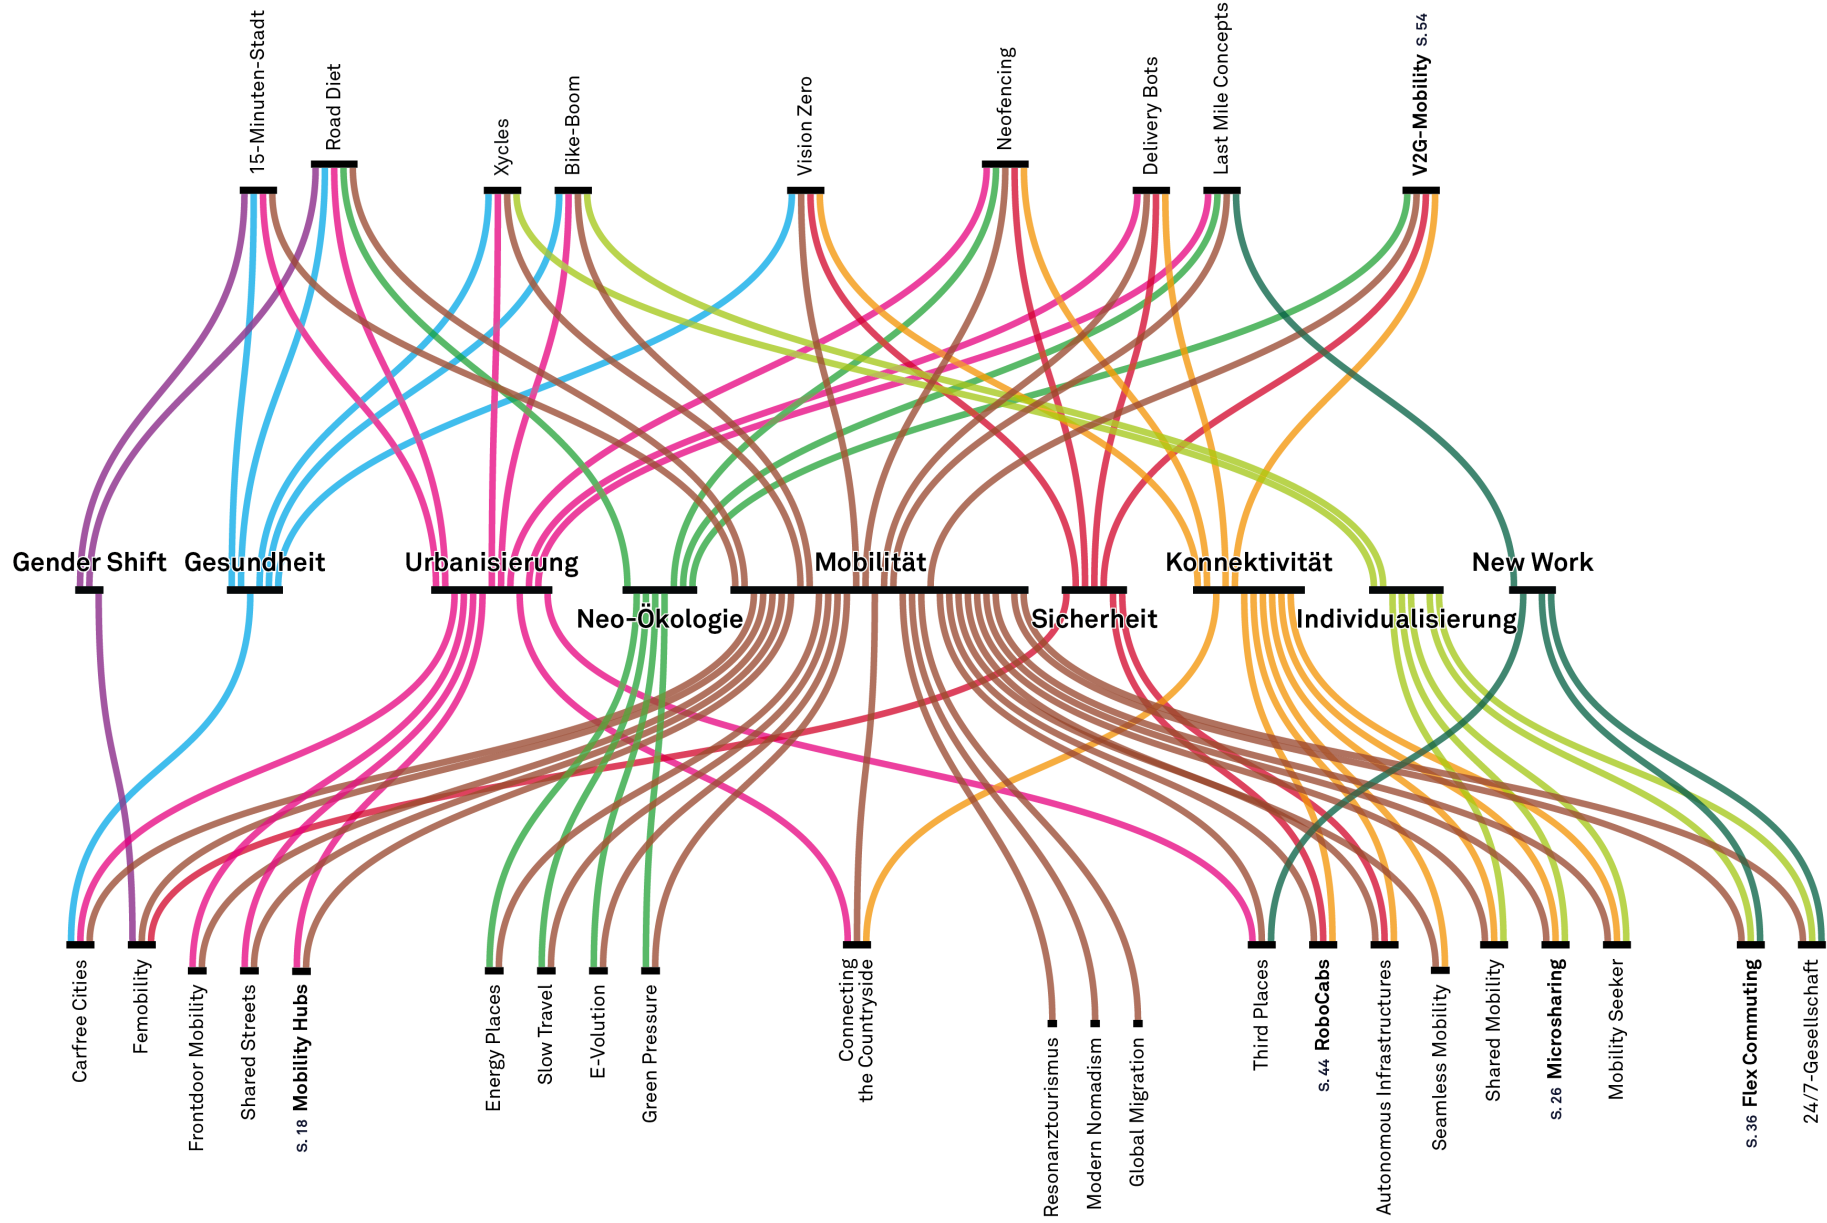 15-Minuten-Stadt
Road Diet
Xycles
Bike-Boom
Vision Zero
Neofencing
Delivery Bots
Last Mile Concepts
V2G-Mobility S. 54
Gender Shift
Gesundheit
Urbanisierung
Neo-Ökologie
Mobilität
Sicherheit
Konnektivität
Individualisierung
New Work
Carfree Cities
Femobility
Frontdoor Mobility
Shared Streets
S. 18 Mobility Hubs
Energy Places
Slow Travel
E-Volution
Green Pressure
Connecting
the Countryside
Resonanztourismus
Modern Nomadism
Global Migration
Third Places
S. 44 RoboCabs
Autonomous Infrastructures
Seamless Mobility
Shared Mobility
S. 26 Microsharing
Mobility Seeker
S. 36 Flex Commuting
24/7-Gesellschaft